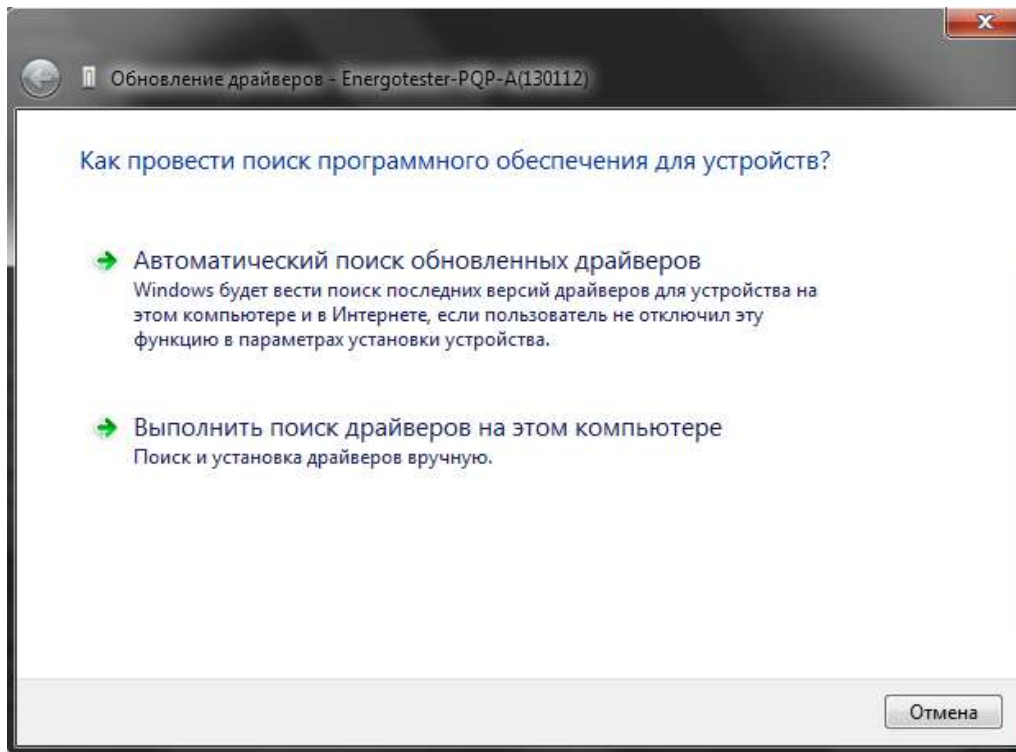 Обновление драйверов - Energotester-PQP-A(130112)
Как провести поиск программного обеспечения для устройств?
Автоматический поиск обновленных драйверов
Windows будет вести поиск последних версий драйверов для устройства на
этом компьютере и в Интернете, если пользователь не отключил эту
функцию в параметрах установки устройства.
Выполнить поиск драйверов на этом компьютере
Поиск и установка драйверов вручную.
Отмена